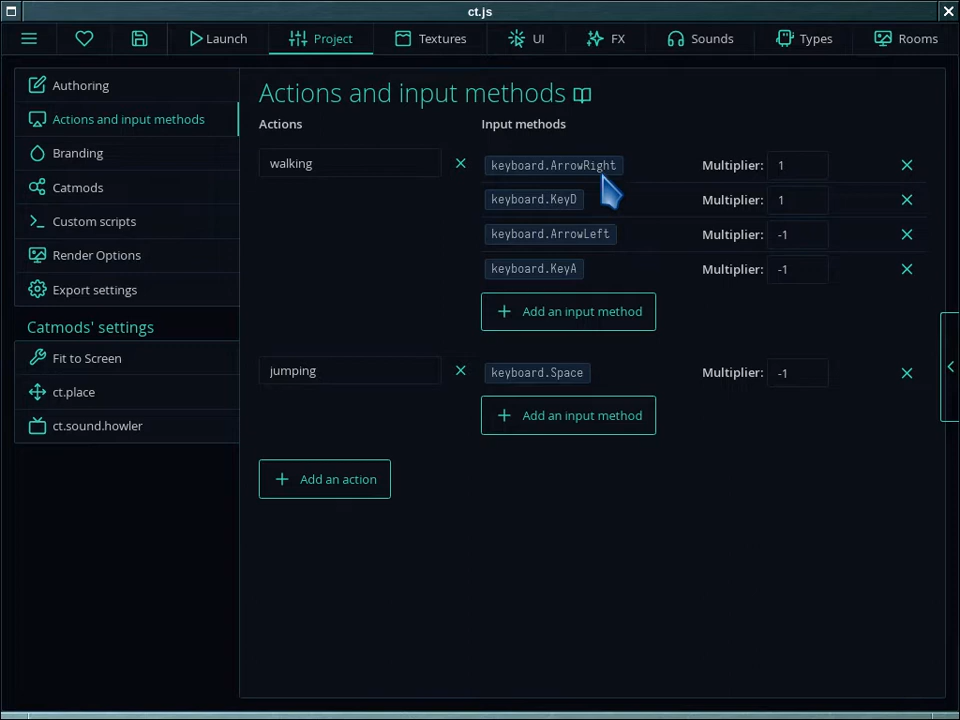 ct.js
Launch
Project
Textures
UI
FX
Sounds
Types
Rooms
Authoring
Actions and input methods
Branding
Catmods
Custom scripts
Render Options
Export settings
Catmods' settings
Fit to Screen
ct.place
ct.sound.howler
Actions and input methods
Actions
Input methods
walking
keyboard.ArrowRight
Multiplier: 1
keyboard.KeyD
Multiplier: 1
keyboard.ArrowLeft
Multiplier: -1
keyboard.KeyA
Multiplier: -1
Add an input method
jumping
keyboard.Space
Multiplier: -1
Add an input method
Add an action